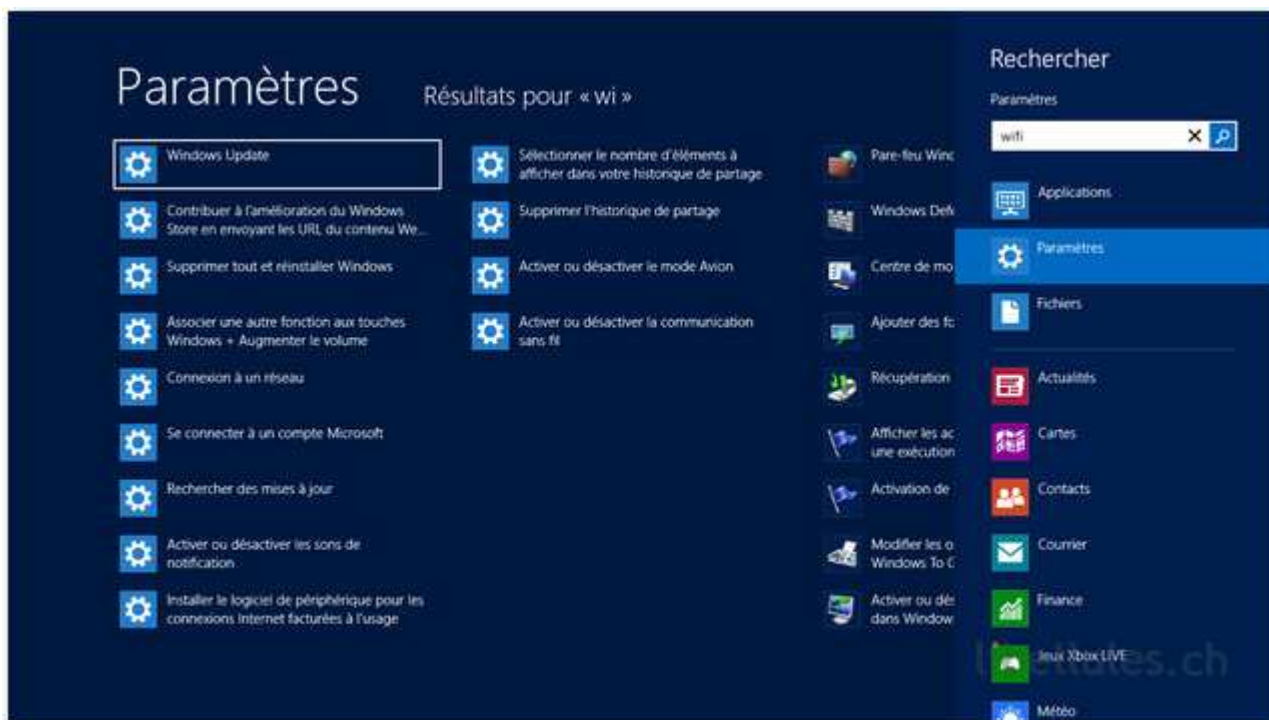 Paramètres
Résultats pour « wi »
Windows Update
Contribuer à l'amélioration du Windows
Store en envoyant les URL du contenu We...
Supprimer tout et réinstaller Windows
Associer une autre fonction aux touches
Windows + Augmenter le volume
Connexion à un réseau
Se connecter à un compte Microsoft
Rechercher des mises à jour
Activer ou désactiver les sons de
notification
Installer le logiciel de périphérique pour les
connexions Internet facturées à l'usage
Sélectionner le nombre d'éléments à
afficher dans votre historique de partage
Supprimer l'historique de partage
Activer ou désactiver le mode Avion
Activer ou désactiver la communication
sans fil
Pare-feu Winc
Windows Defe
Centre de mo
Ajouter des fc
Récupération
Afficher les ac
une exécution
Activation de
Modifier les o
Windows To C
Activer ou dés
dans Window
Rechercher
Paramètres
wifi
Applications
Paramètres
Fichiers
Actualités
Cartes
Contacts
Courrier
Finance
Jeux Xbox LIVE
Météo
libellules.ch